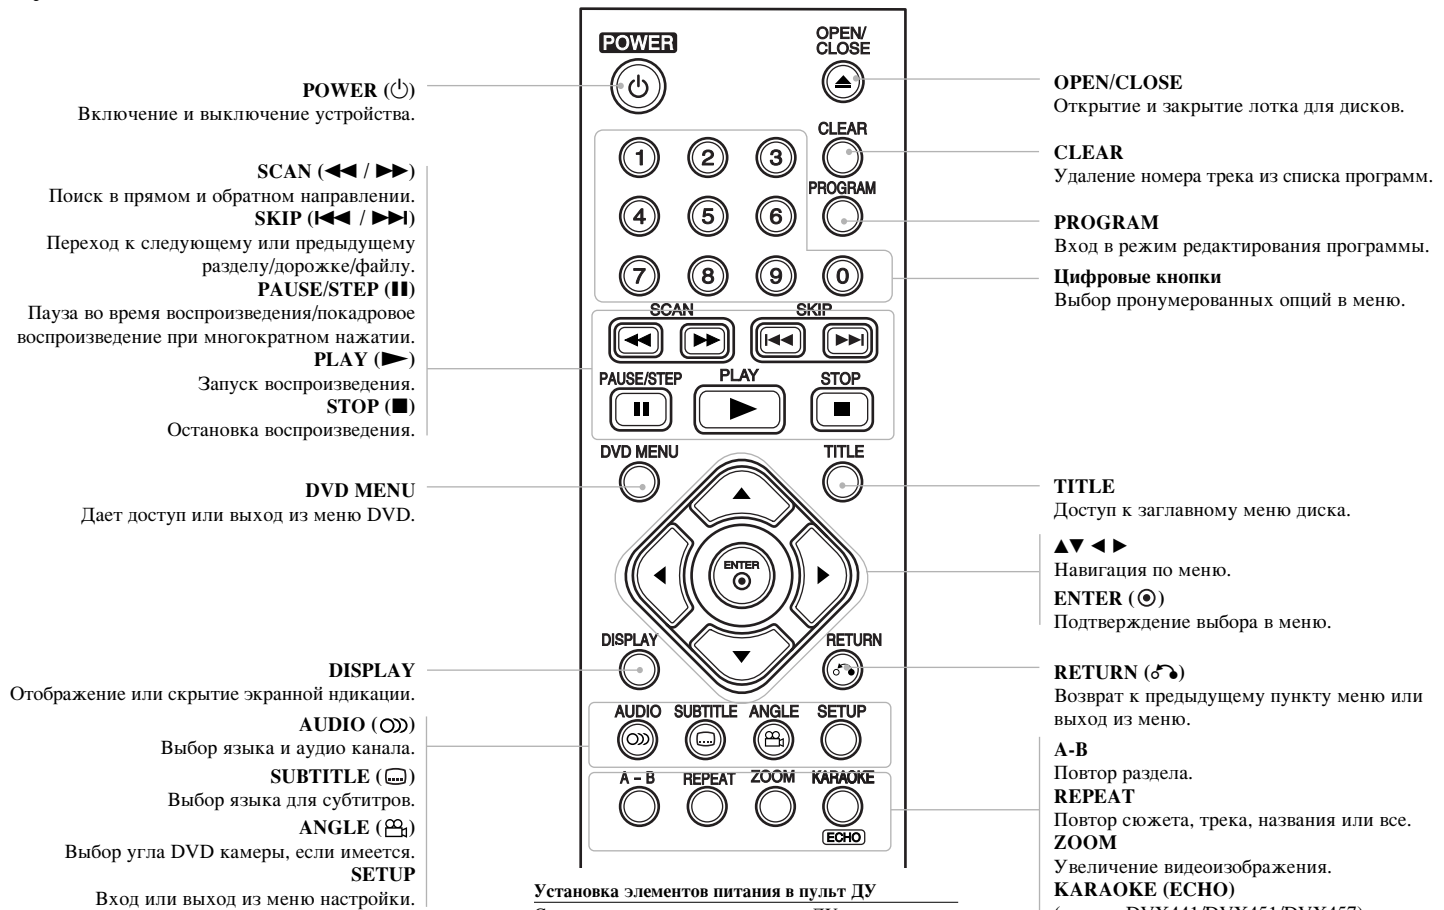 POWER (⏻)
Включение и выключение устройства.
SCAN (◀◀ / ▶▶)
Поиск в прямом и обратном направлении.
SKIP (I◀◀ / ▶▶I)
Переход к следующему или предыдущему
разделу/дорожке/файлу.
PAUSE/STEP (II)
Пауза во время воспроизведения/покадровое
воспроизведение при многократном нажатии.
PLAY (▶)
Запуск воспроизведения.
STOP (■)
Остановка воспроизведения.
DVD MENU
Дает доступ или выход из меню DVD.
DISPLAY
Отображение или скрытие экранной ндикации.
AUDIO
Выбор языка и аудио канала.
SUBTITLE
Выбор языка для субтитров.
ANGLE
Выбор угла DVD камеры, если имеется.
SETUP
Вход или выход из меню настройки.
POWER
OPEN/
CLOSE
CLEAR
1 2 3
PROGRAM
4 5 6
7 8 9 0
SCAN SKIP
PAUSE/STEP PLAY STOP
DVD MENU TITLE
ENTER
DISPLAY RETURN
AUDIO SUBTITLE ANGLE SETUP
A – B REPEAT ZOOM KARAOKE
ECHO
Установка элементов питания в пульт ДУ
OPEN/CLOSE
Открытие и закрытие лотка для дисков.
CLEAR
Удаление номера трека из списка программ.
PROGRAM
Вход в режим редактирования программы.
Цифровые кнопки
Выбор пронумерованных опций в меню.
TITLE
Доступ к заглавному меню диска.
▲▼ ◀ ▶
Навигация по меню.
ENTER (◉)
Подтверждение выбора в меню.
RETURN
Возврат к предыдущему пункту меню или
выход из меню.
A-B
Повтор раздела.
REPEAT
Повтор сюжета, трека, названия или все.
ZOOM
Увеличение видеоизображения.
KARAOKE (ECHO)
DVX441/DVX451/DVX457)